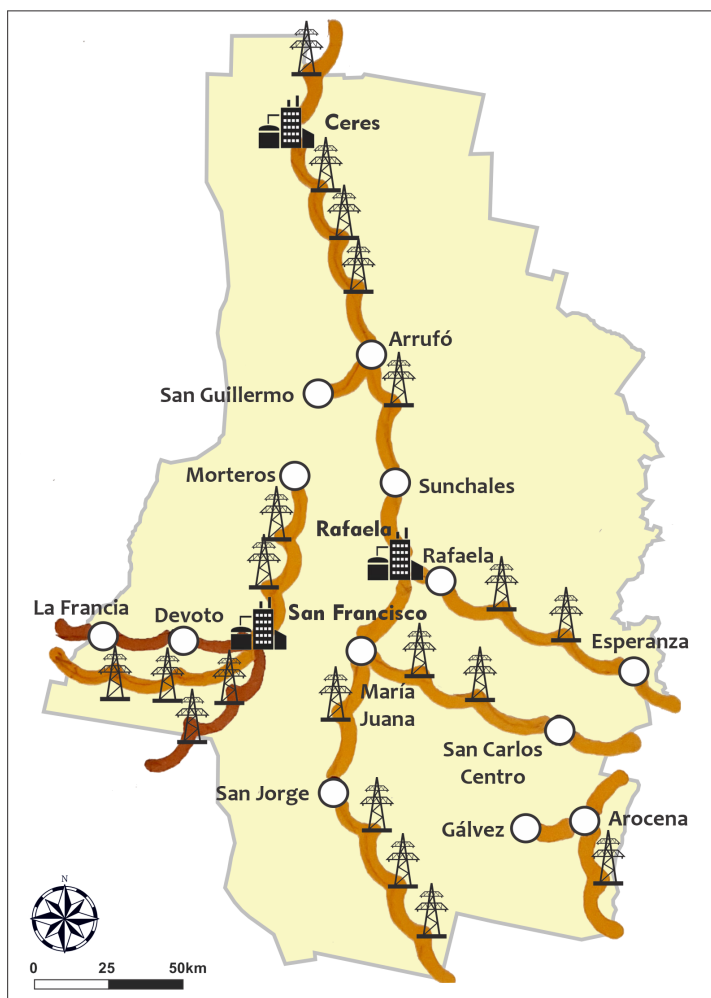 Ceres
Arrufó
San Guillermo
Morteros
Sunchales
Rafaela
Rafaela
La Francia
Devoto
San Francisco
Esperanza
María
Juana
San Carlos
Centro
San Jorge
Gálvez
Arocena
N
0 25 50km